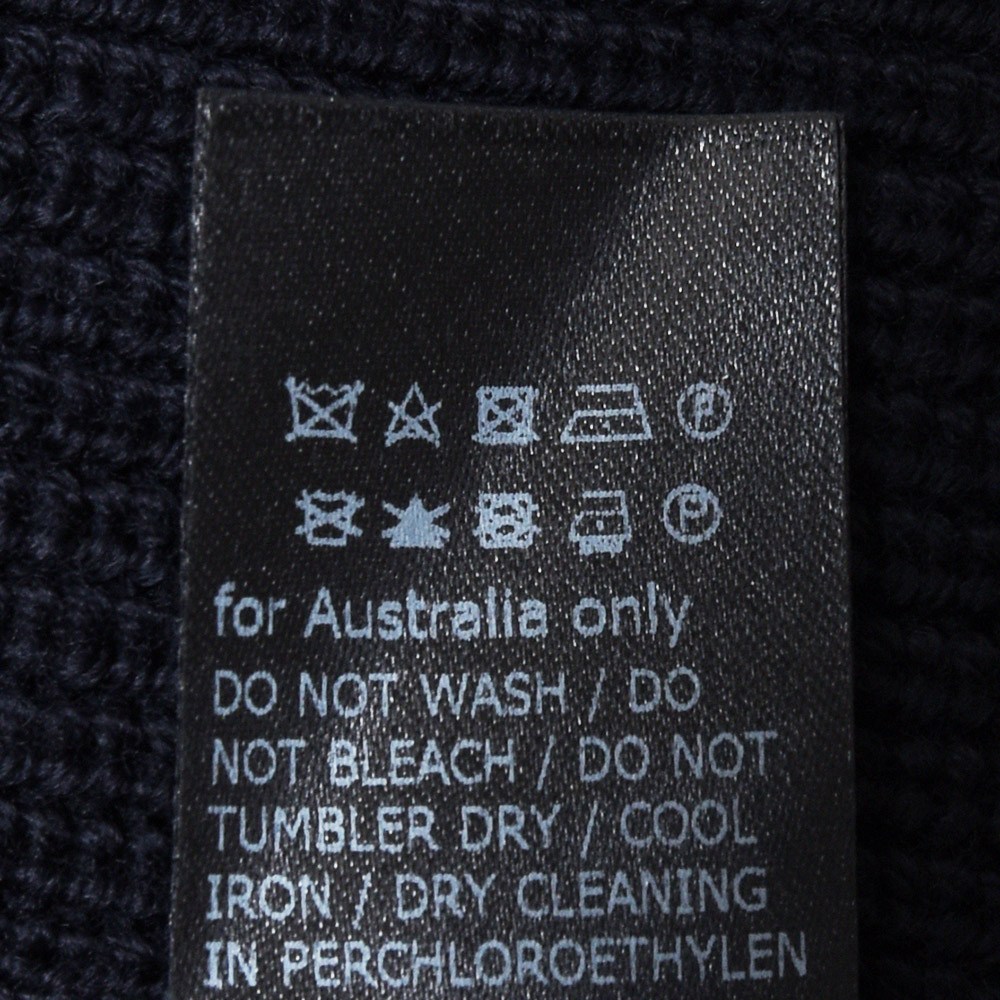 for Australia only
DO NOT WASH / DO
NOT BLEACH / DO NOT
TUMBLER DRY / COOL
IRON / DRY CLEANING
IN PERCHLOROETHYLEN